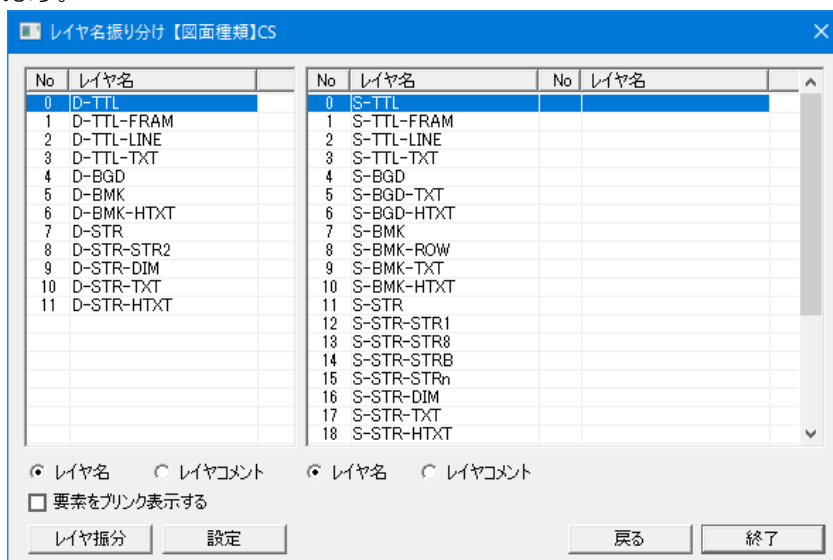 レイヤ名振り分け【図面種類】CS
No レイヤ名
0 D-TTL
1 D-TTL-FRAM
2 D-TTL-LINE
3 D-TTL-TXT
4 D-BGD
5 D-BMK
6 D-BMK-HTXT
7 D-STR
8 D-STR-STR2
9 D-STR-DIM
10 D-STR-TXT
11 D-STR-HTXT
No レイヤ名 No レイヤ名
0 S-TTL
1 S-TTL-FRAM
2 S-TTL-LINE
3 S-TTL-TXT
4 S-BGD
5 S-BGD-TXT
6 S-BGD-HTXT
7 S-BMK
8 S-BMK-ROW
9 S-BMK-TXT
10 S-BMK-HTXT
11 S-STR
12 S-STR-STR1
13 S-STR-STR8
14 S-STR-STRB
15 S-STR-STRn
16 S-STR-DIM
17 S-STR-TXT
18 S-STR-HTXT
レイヤ名 レイヤコメント レイヤ名 レイヤコメント
要素をブリンク表示する
レイヤ振分 設定 戻る 終了